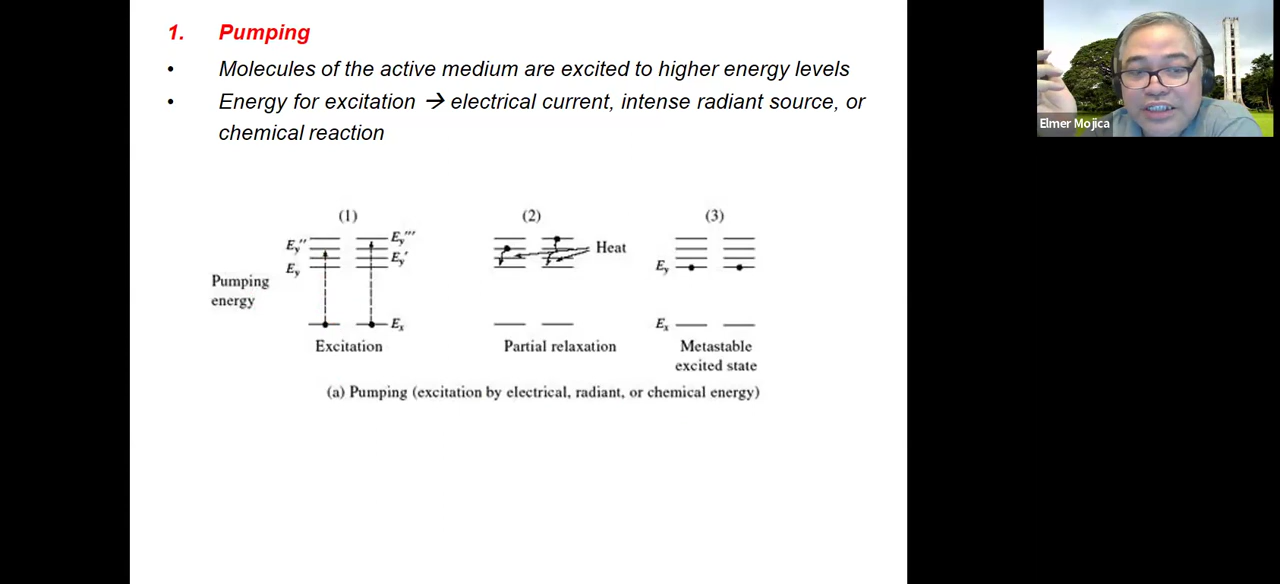 1. Pumping
• Molecules of the active medium are excited to higher energy levels
• Energy for excitation → electrical current, intense radiant source, or
chemical reaction
Elmer Mojica
(1) (2) (3)
Ey'' Ey'''
Ey Ey' Heat Ey
Pumping
energy
Ex Ex
Excitation Partial relaxation Metastable
excited state
(a) Pumping (excitation by electrical, radiant, or chemical energy)